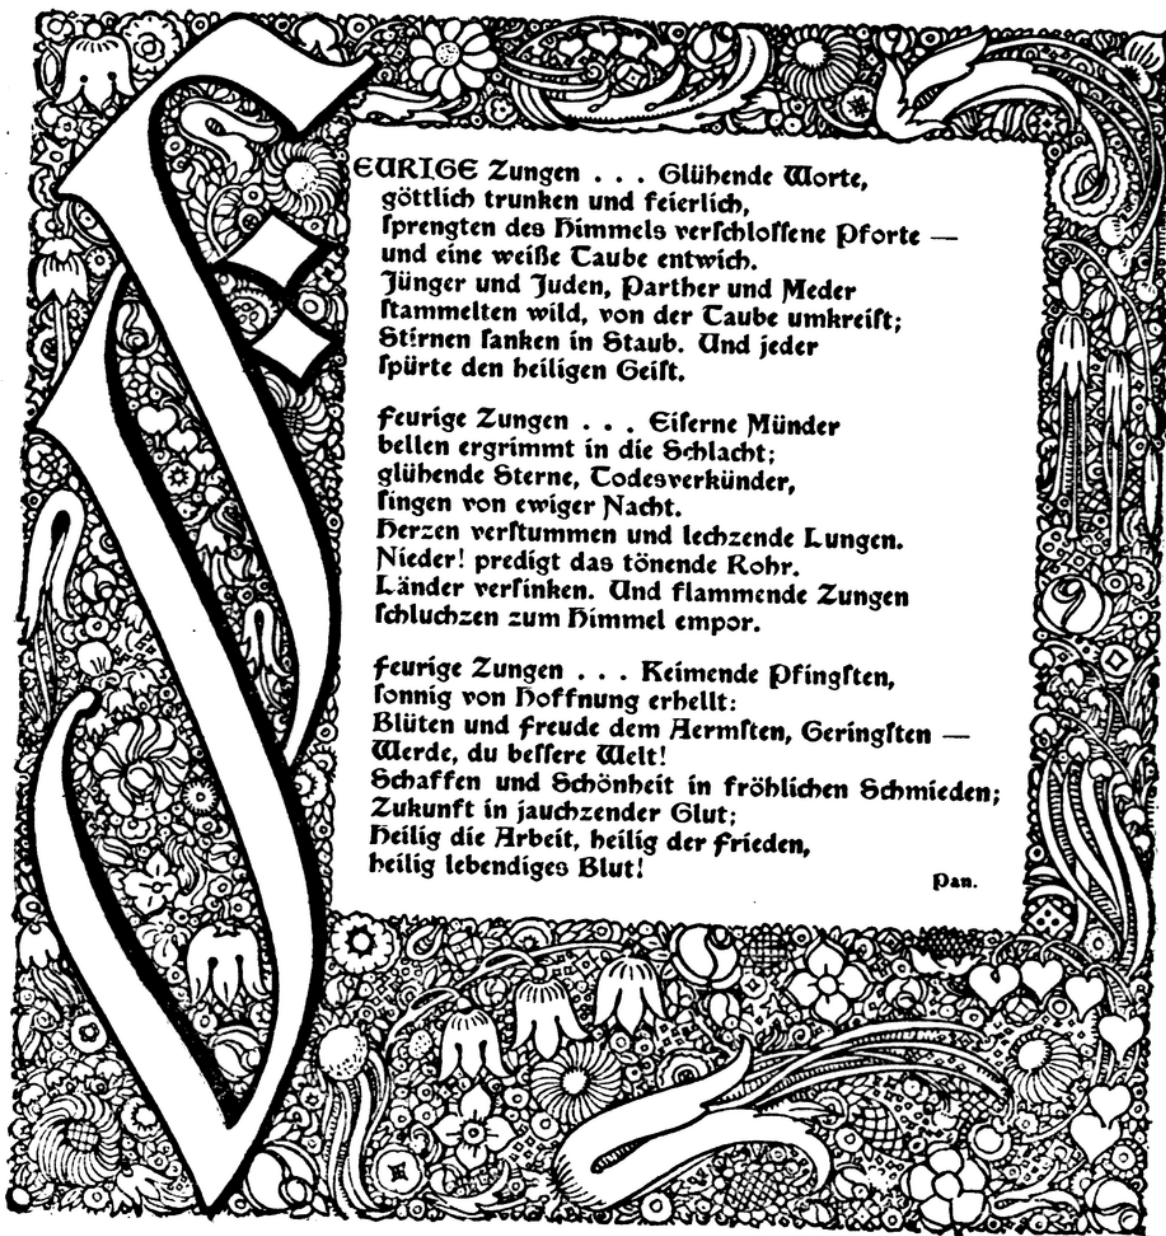 FEURIGE Zungen . . . Glühende Worte,
göttlich trunken und feierlich,
ſprengten des Himmels verſchloſſene Pforte —
und eine weiße Taube entwich.
Jünger und Juden, Parther und Meder
ſtammelten wild, von der Taube umkreiſt;
Stirnen ſanken in Staub. Und jeder
ſpürte den heiligen Geiſt.
Feurige Zungen . . . Eiſerne Münder
bellen ergrimmt in die Schlacht;
glühende Sterne, Todesverkünder,
ſingen von ewiger Nacht.
Herzen verſtummen und lechzende Lungen.
Nieder! predigt das tönende Rohr.
Länder verſinken. Und flammende Zungen
ſchluchzen zum Himmel empor.
Feurige Zungen . . . Keimende Pfingſten,
ſonnig von Hoffnung erhellt:
Blüten und Freude dem Aermſten, Geringſten —
Werde, du beſſere Welt!
Schaffen und Schönheit in fröhlichen Schmieden;
Zukunft in jauchzender Glut;
Heilig die Arbeit, heilig der Frieden,
heilig lebendiges Blut!
Pan.